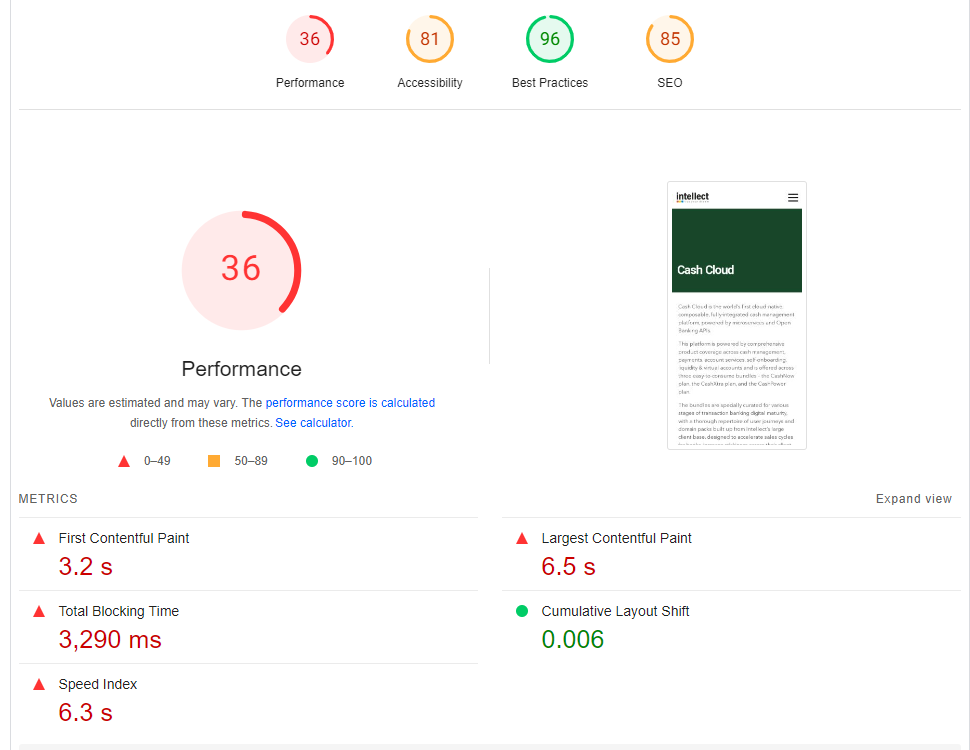 36
81
96
85
Performance
Accessibility
Best Practices
SEO
36
Performance
Values are estimated and may vary. The performance score is calculated
directly from these metrics. See calculator.
0–49
50–89
90–100
intellect
Cash Cloud
Cash Cloud is the world's first cloud native
composable, fully integrated cash management
platform, powered by microservices and Open
Banking APIs.
This platform is powered by comprehensive
product coverage across cash management,
payments, account services, self-onboarding,
liquidity & virtual accounts and is offered across
three easy-to-consume bundles - the CashNow
plan, the CashXtra plan, and the CashPower
plan.
The bundles are specially curated for various
stages of transaction banking digital maturity,
with a thorough repertoire of user journeys and
domain packs built up from Intellect's large
client base, designed to accelerate sales cycles
METRICS
Expand view
First Contentful Paint
3.2 s
Largest Contentful Paint
6.5 s
Total Blocking Time
3,290 ms
Cumulative Layout Shift
0.006
Speed Index
6.3 s